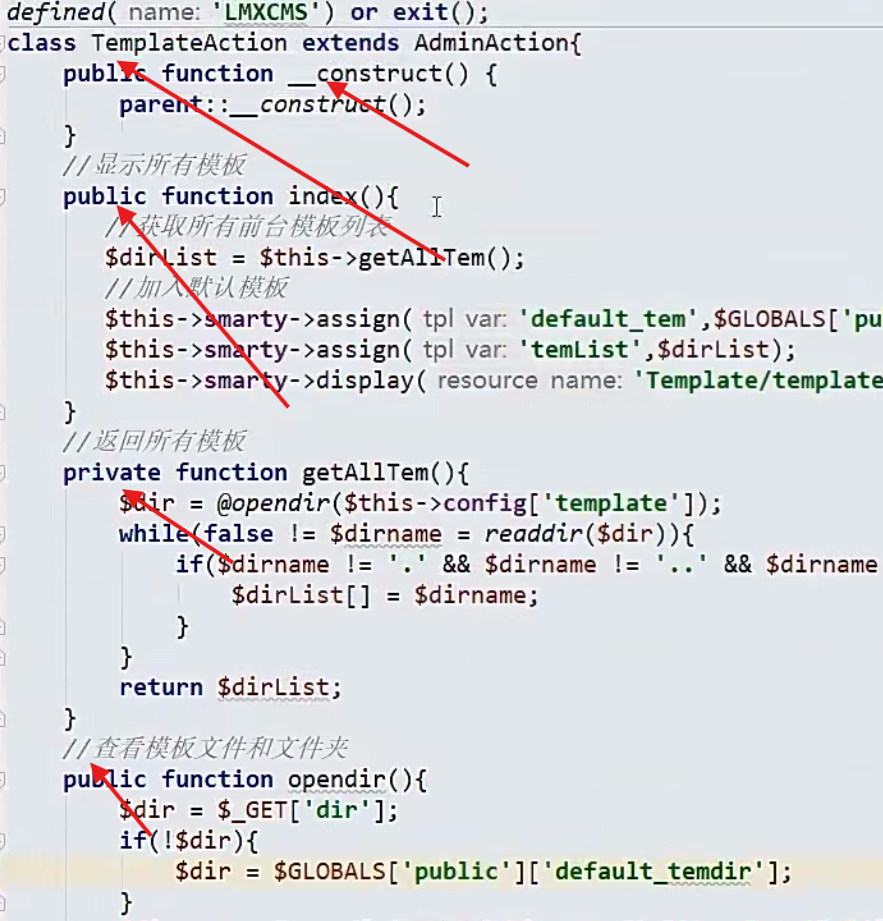 defined( name: 'LMXCMS') or exit();
class TemplateAction extends AdminAction{
public function __construct() {
parent::__construct();
}
//显示所有模板
public function index(){
//获取所有前台模板列表
$dirList = $this->getAllTem();
//加入默认模板
$this->smarty->assign( tpl var: 'default_tem',$GLOBALS['pu
$this->smarty->assign( tpl var: 'temList',$dirList);
$this->smarty->display( resource name: 'Template/template
}
//返回所有模板
private function getAllTem(){
$dir = @opendir($this->config['template']);
while(false != $dirname = readdir($dir)){
if($dirname != '.' && $dirname != '..' && $dirname
$dirList[] = $dirname;
}
}
return $dirList;
}
//查看模板文件和文件夹
public function opendir(){
$dir = $_GET['dir'];
if(!$dir){
$dir = $GLOBALS['public']['default_temdir'];
}